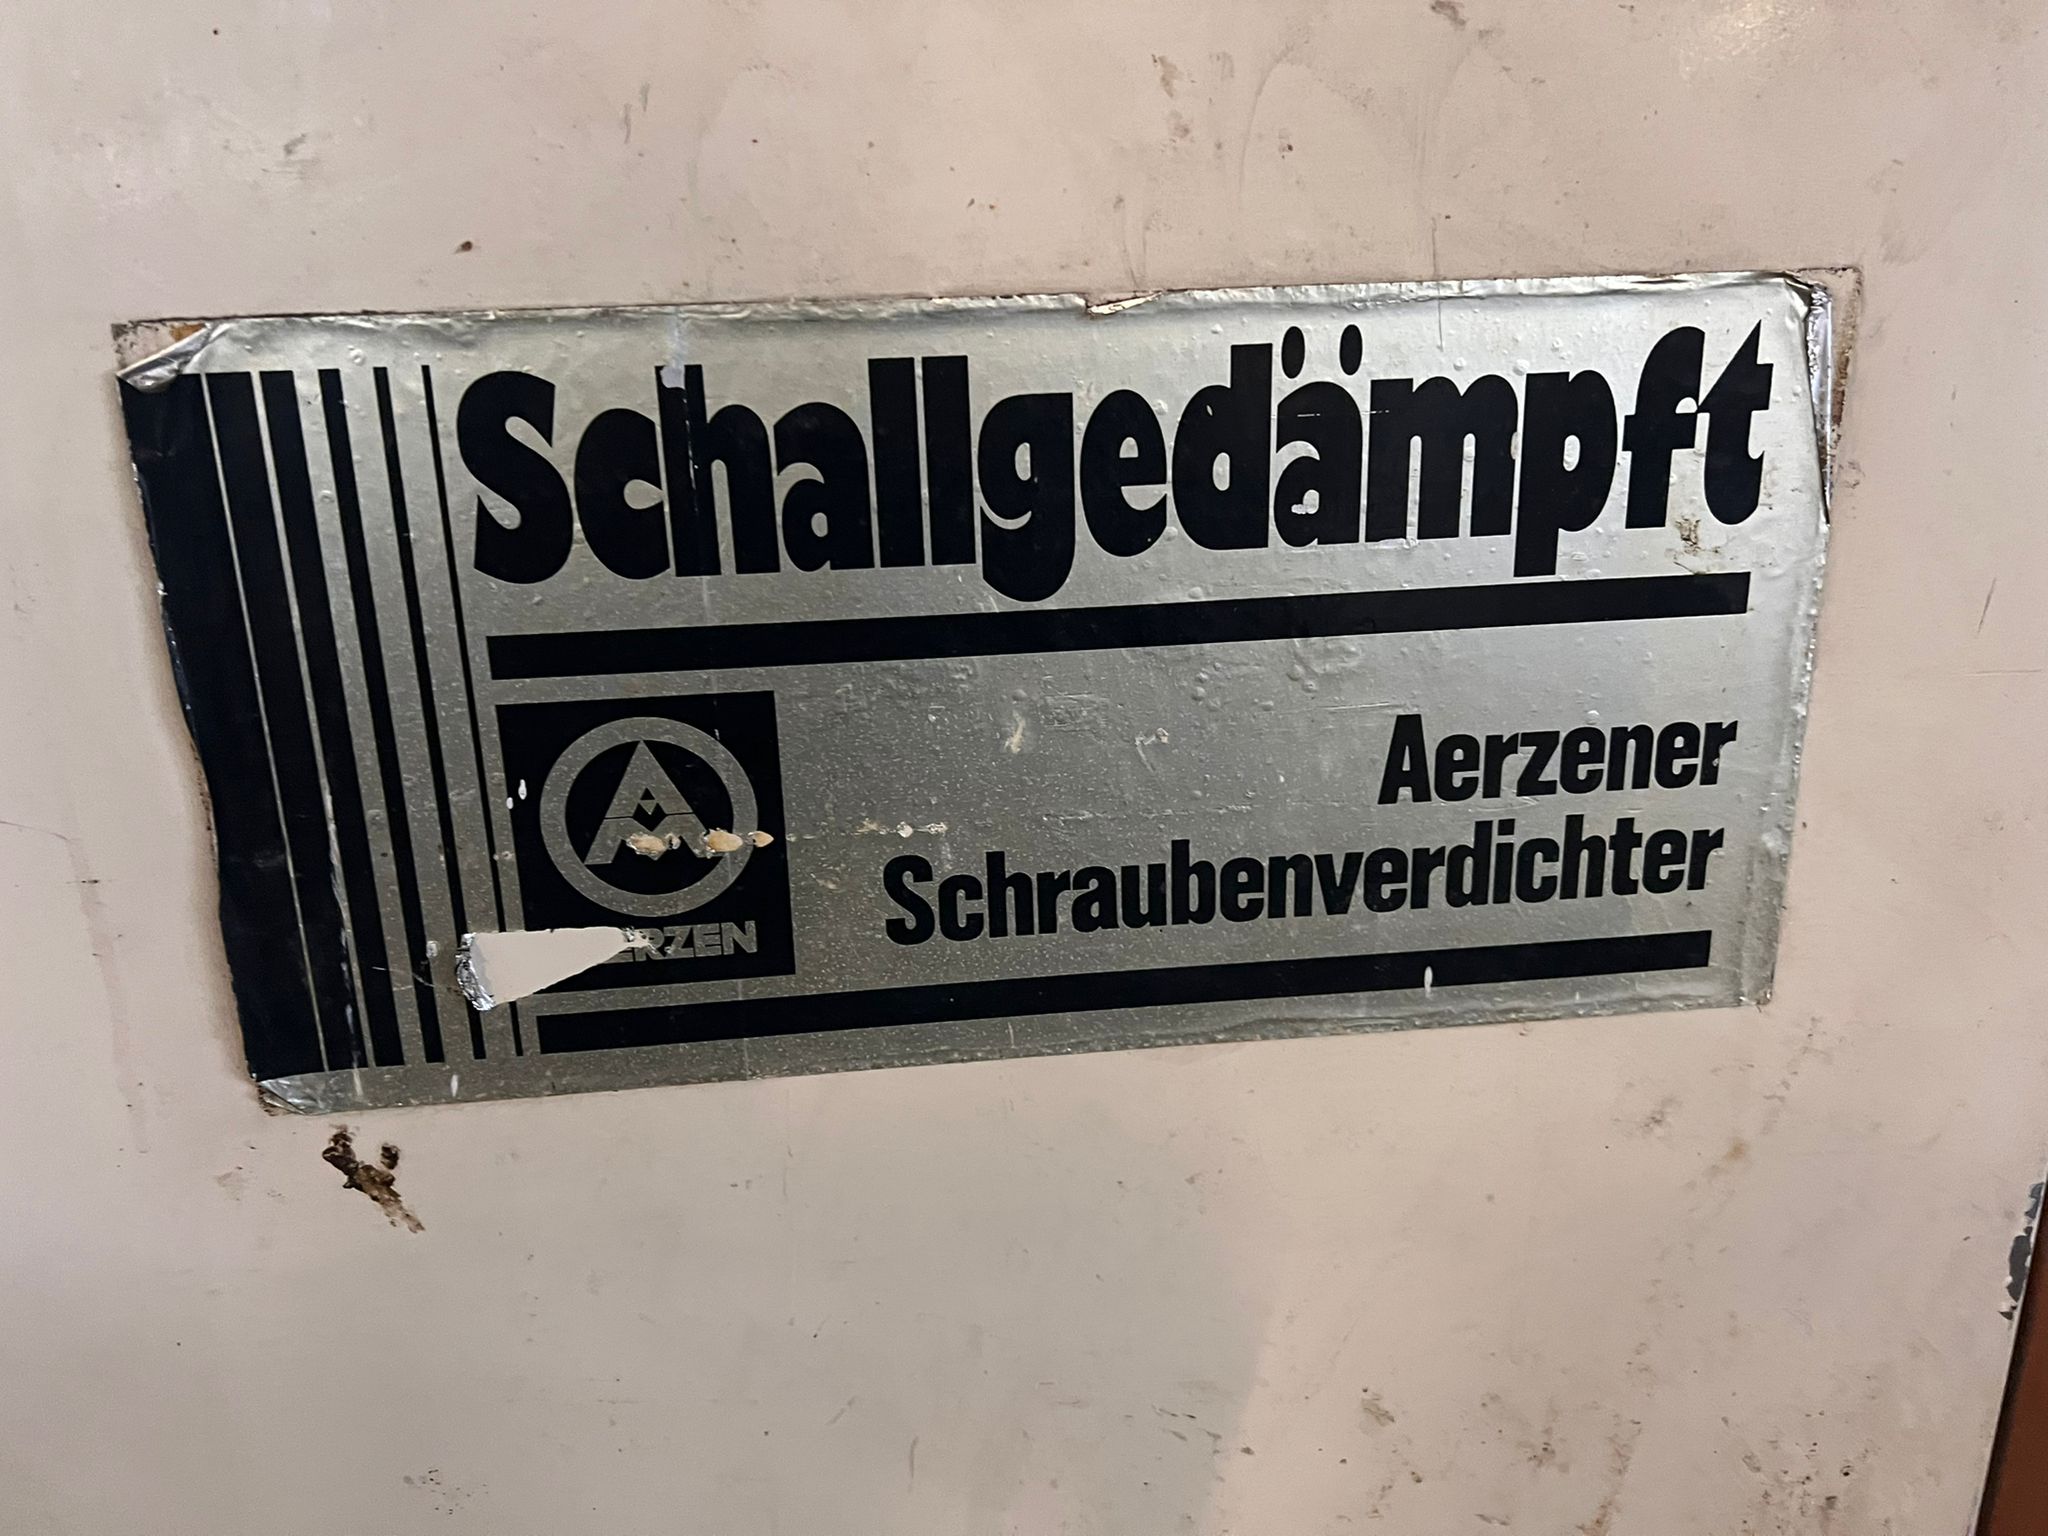 Schallgedämpft
Aerzener
Schraubenverdichter